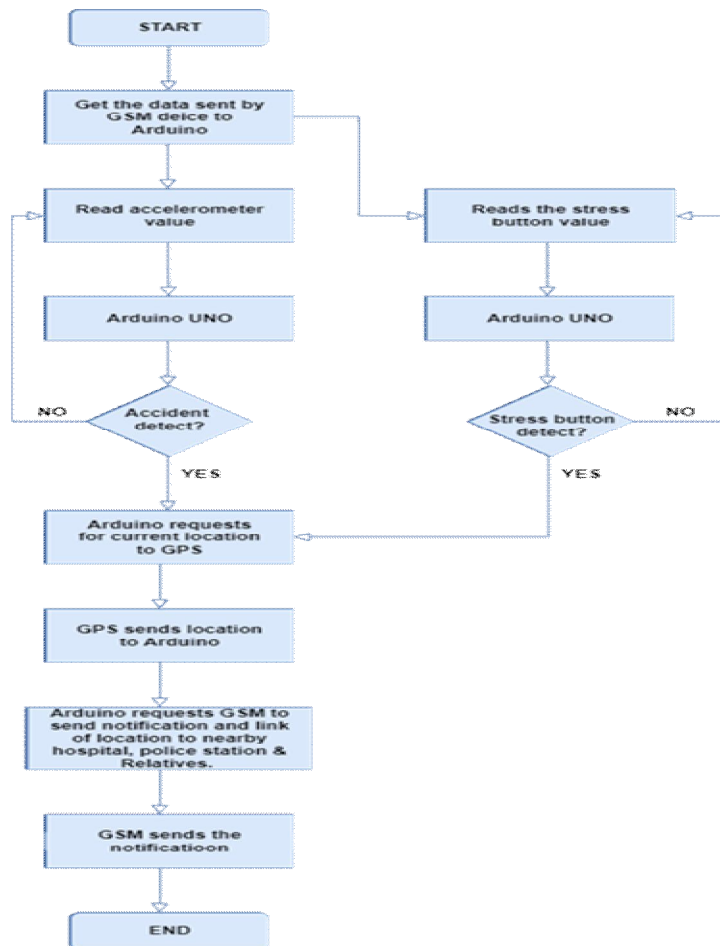 START
Get the data sent by
GSM deice to
Arduino
Read accelerometer
value
Reads the stress
button value
Arduino UNO
Arduino UNO
Accident
detect?
NO
YES
Stress button
detect?
NO
YES
Arduino requests
for current location
to GPS
GPS sends location
to Arduino
Arduino requests GSM to
send notification and link
of location to nearby
hospital, police station &
Relatives.
GSM sends the
notificatioon
END